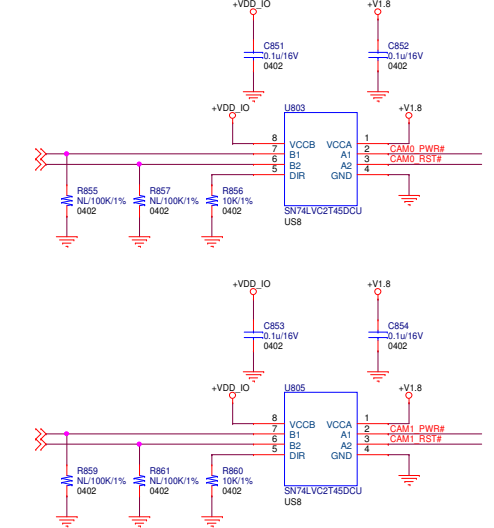 +VDD_IO +V1.8
C851 C852
0.1u/16V 0.1u/16V
0402 0402
+VDD_IO U803 +V1.8
8 VCCB VCCA 1
7 B1 A1 2 CAM0_PWR#
6 B2 A2 3 CAM0_RST#
5 DIR GND 4
R855 R857 R856
NL/100K/1% NL/100K/1% 10K/1%
0402 0402 0402
SN74LVC2T45DCU
US8
+VDD_IO +V1.8
C853 C854
0.1u/16V 0.1u/16V
0402 0402
+VDD_IO U805 +V1.8
8 VCCB VCCA 1
7 B1 A1 2 CAM1_PWR#
6 B2 A2 3 CAM1_RST#
5 DIR GND 4
R859 R861 R860
NL/100K/1% NL/100K/1% 10K/1%
0402 0402 0402
SN74LVC2T45DCU
US8